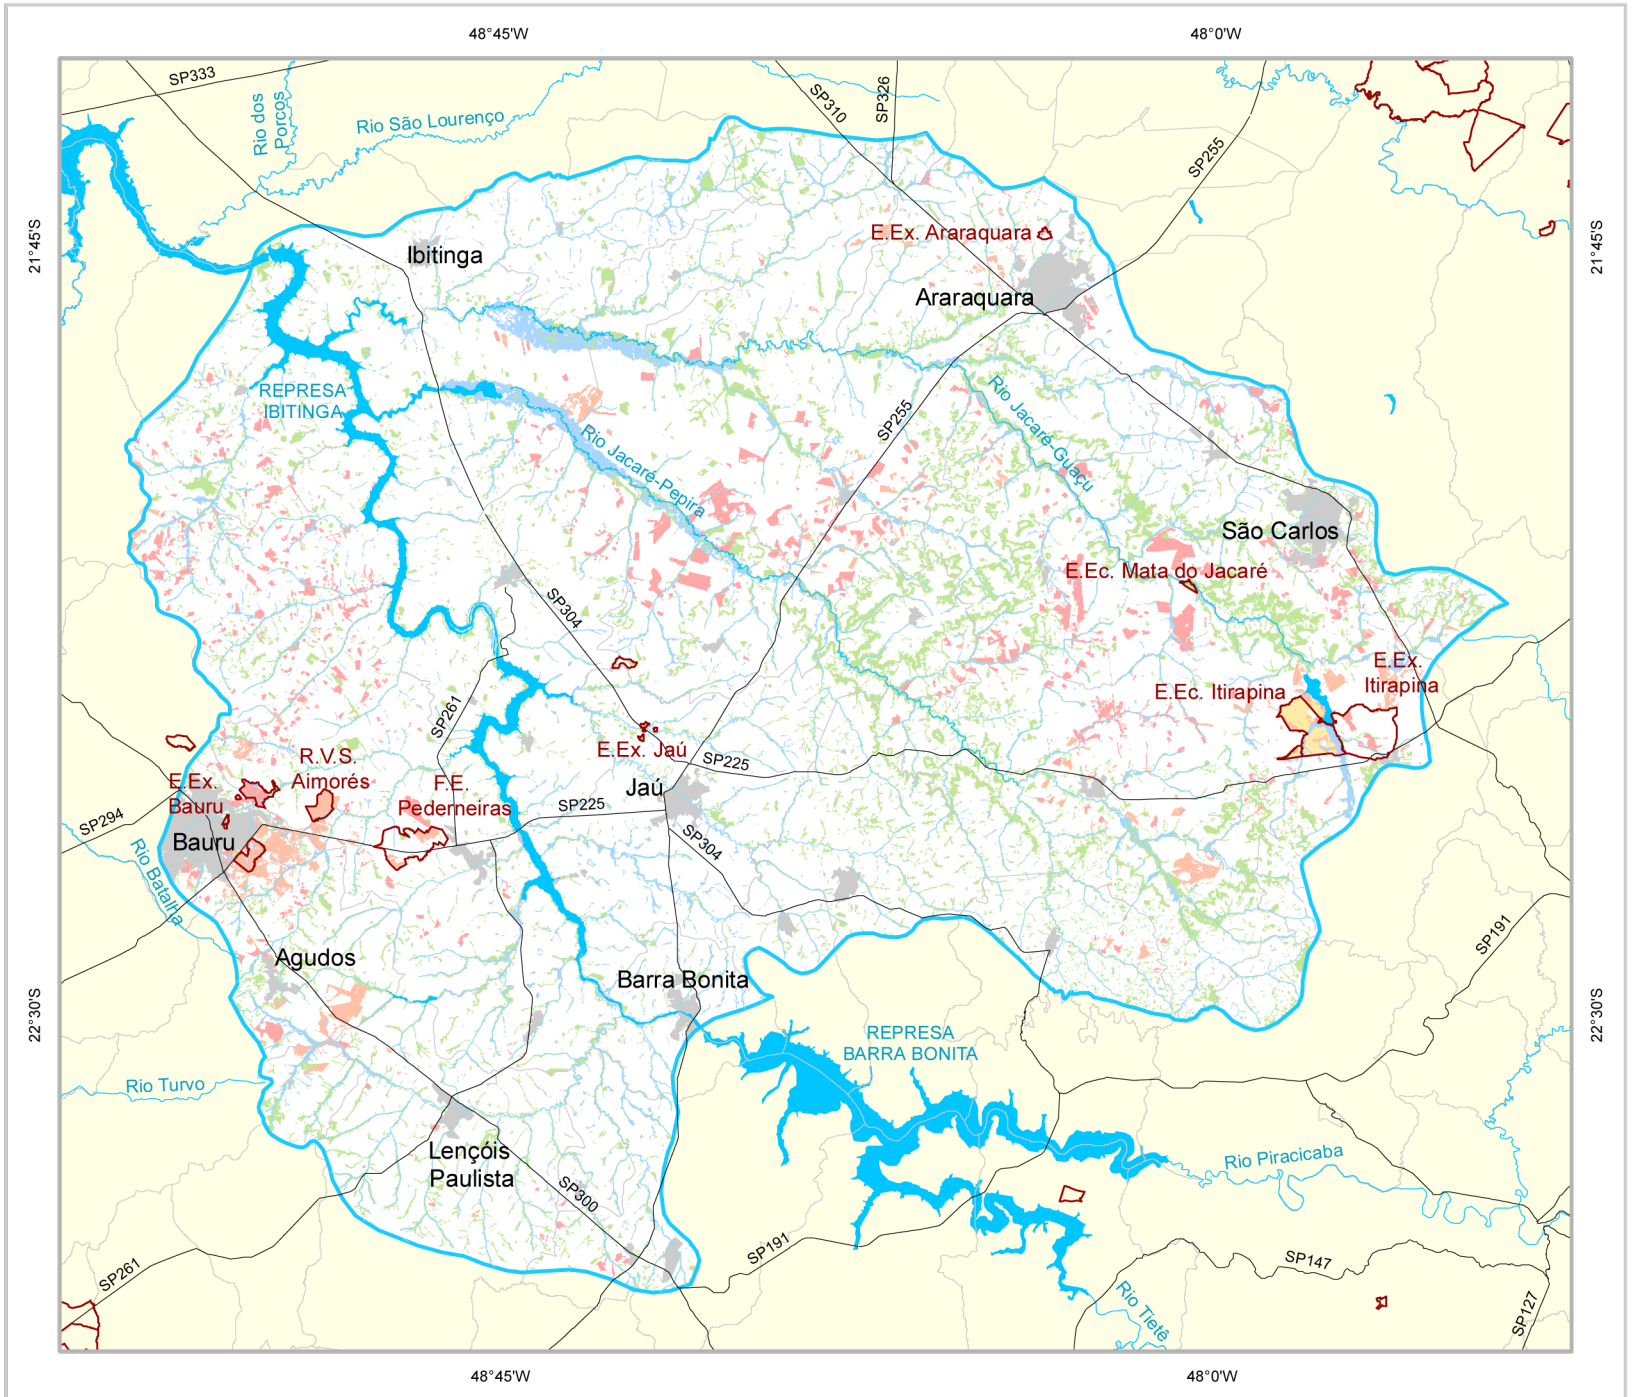 48°45'W
48°0'W
SP333
Rio dos
Porcos
Rio São Lourenço
SP310
SP326
SP255
21°45'S
21°45'S
E.Ex. Araraquara
Ibitinga
Araraquara
REPRESA
IBITINGA
Rio Jacaré-Guaçu
SP255
Rio Jacaré-Pepira
São Carlos
E.Ec. Mata do Jacaré
SP304
E.Ex.
Itirapina
E.Ec. Itirapina
SP261
E.Ex. Jaú
SP225
R.V.S.
Aimorés
E.Ex.
Bauru
F.E.
Pederneiras
Jaú
SP225
SP294
Bauru
SP304
Rio Batalha
SP191
Agudos
Barra Bonita
22°30'S
22°30'S
REPRESA
BARRA BONITA
Rio Turvo
Lençóis
Paulista
Rio Piracicaba
SP300
SP191
SP261
SP147
Rio Tietê
SP127
48°45'W
48°0'W